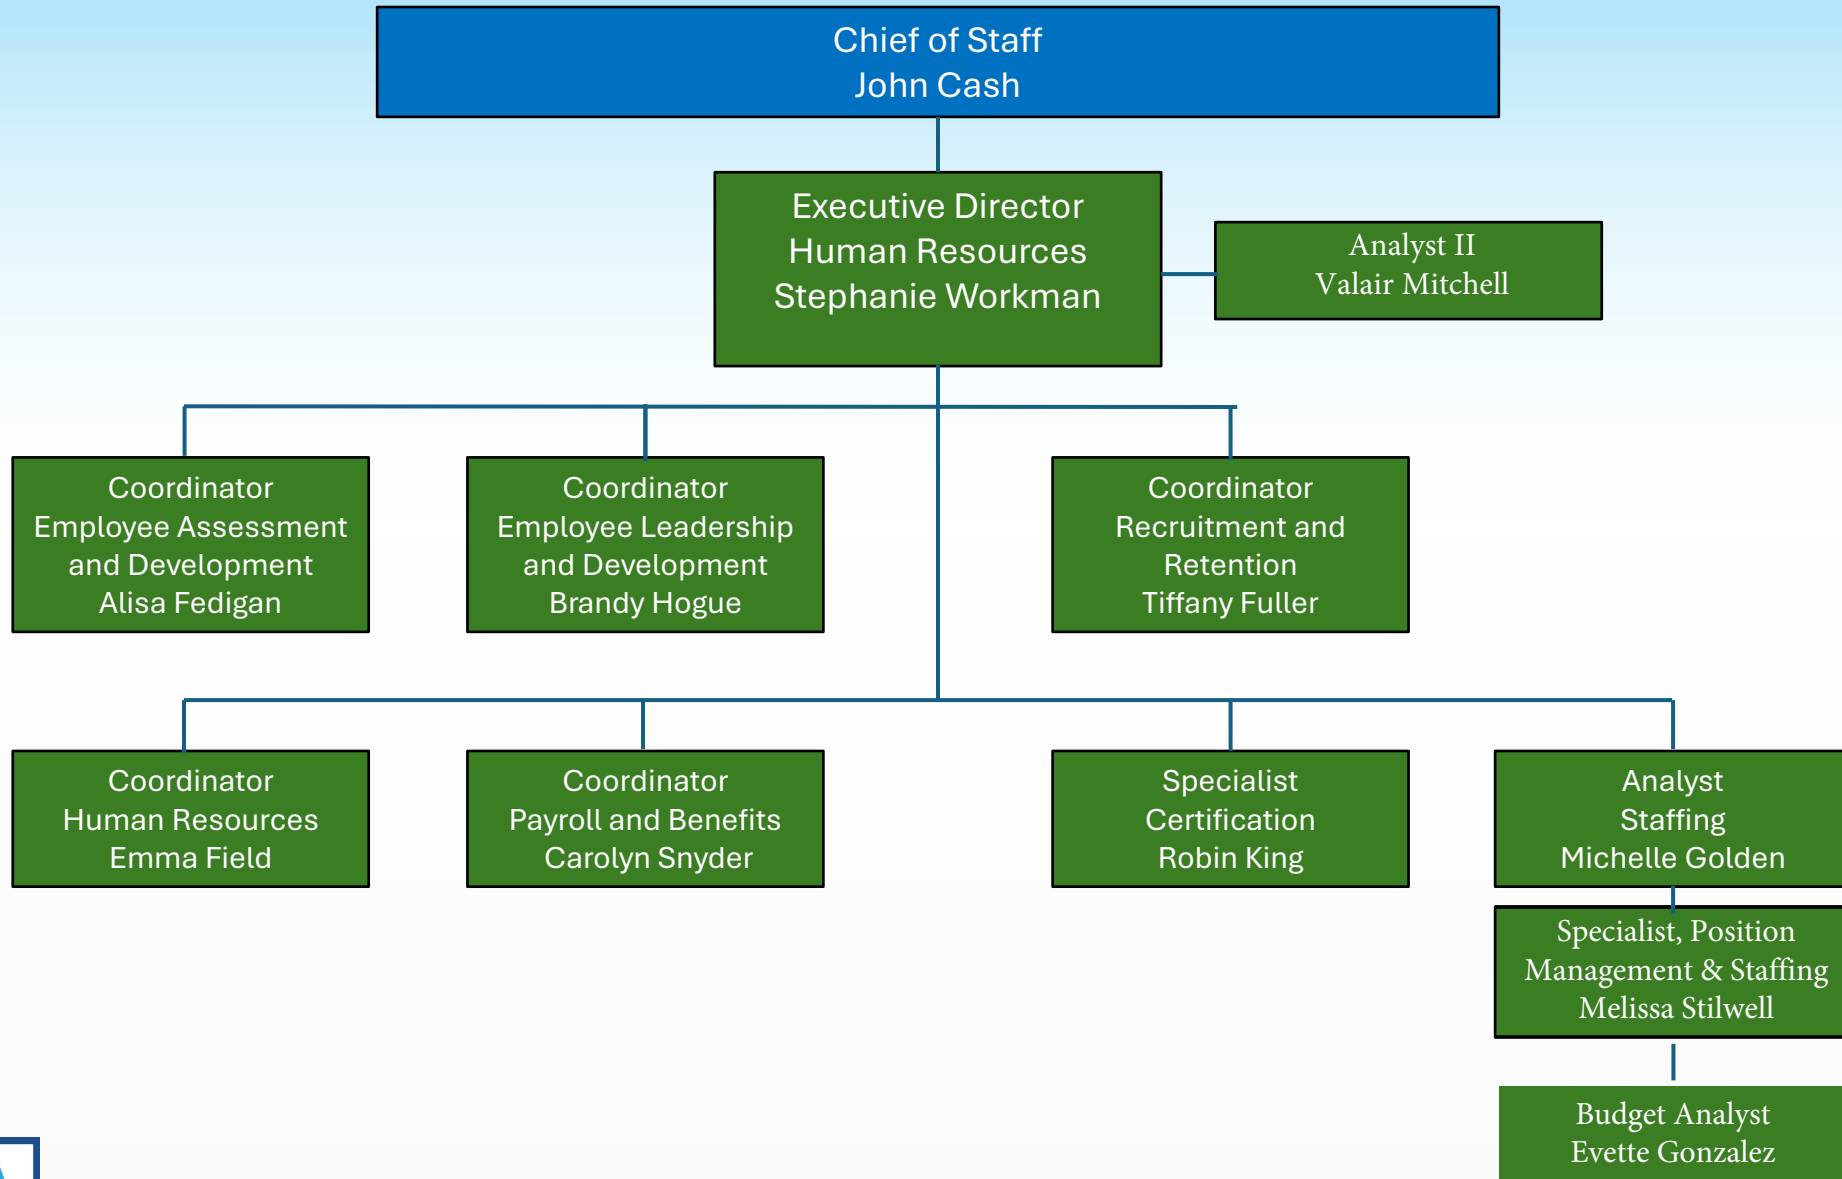 Chief of Staff
John Cash
Executive Director
Human Resources
Stephanie Workman
Analyst II
Valair Mitchell
Coordinator
Employee Assessment
and Development
Alisa Fedigan
Coordinator
Employee Leadership
and Development
Brandy Hogue
Coordinator
Recruitment and
Retention
Tiffany Fuller
Coordinator
Human Resources
Emma Field
Coordinator
Payroll and Benefits
Carolyn Snyder
Specialist
Certification
Robin King
Analyst
Staffing
Michelle Golden
Specialist, Position
Management & Staffing
Melissa Stilwell
Budget Analyst
Evette Gonzalez